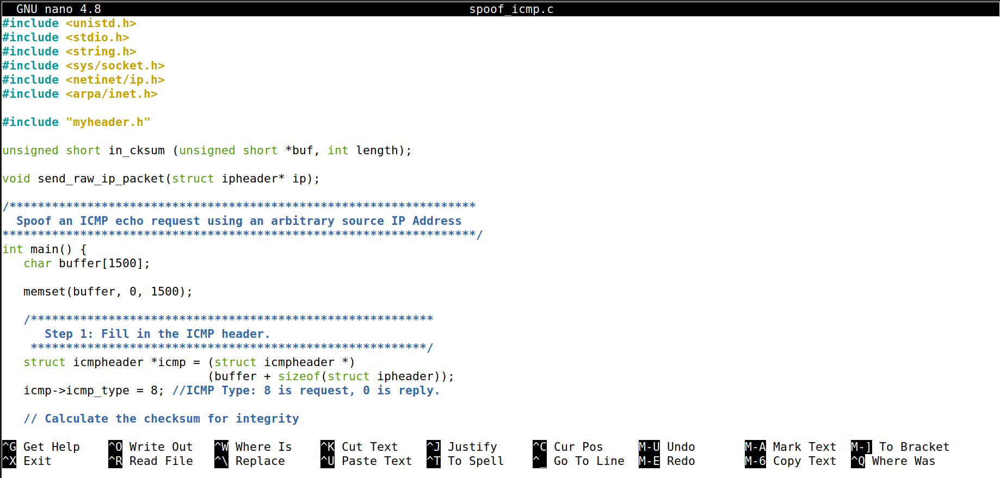 GNU nano 4.8 spoof_icmp.c
#include <unistd.h>
#include <stdio.h>
#include <string.h>
#include <sys/socket.h>
#include <netinet/ip.h>
#include <arpa/inet.h>

#include "myheader.h"

unsigned short in_cksum (unsigned short *buf, int length);

void send_raw_ip_packet(struct ipheader* ip);

/******************************************************************
  Spoof an ICMP echo request using an arbitrary source IP Address
*******************************************************************/
int main() {
   char buffer[1500];

   memset(buffer, 0, 1500);

   /*********************************************************
      Step 1: Fill in the ICMP header.
    ********************************************************/
   struct icmpheader *icmp = (struct icmpheader *)
                             (buffer + sizeof(struct ipheader));
   icmp->icmp_type = 8; //ICMP Type: 8 is request, 0 is reply.

   // Calculate the checksum for integrity

^G Get Help ^O Write Out ^W Where Is ^K Cut Text ^J Justify ^C Cur Pos M-U Undo M-A Mark Text M-] To Bracket
^X Exit ^R Read File ^\ Replace ^U Paste Text ^T To Spell ^_ Go To Line M-E Redo M-6 Copy Text ^Q Where Was